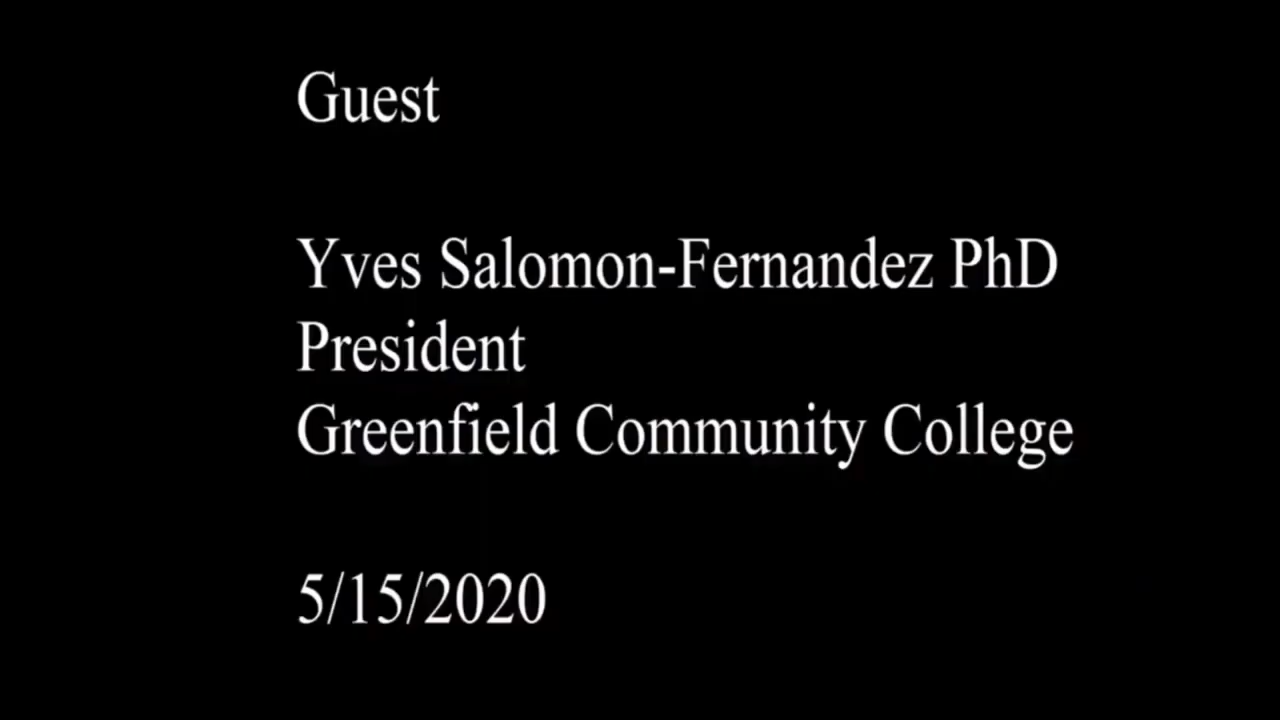 Guest
Yves Salomon-Fernandez PhD
President
Greenfield Community College
5/15/2020